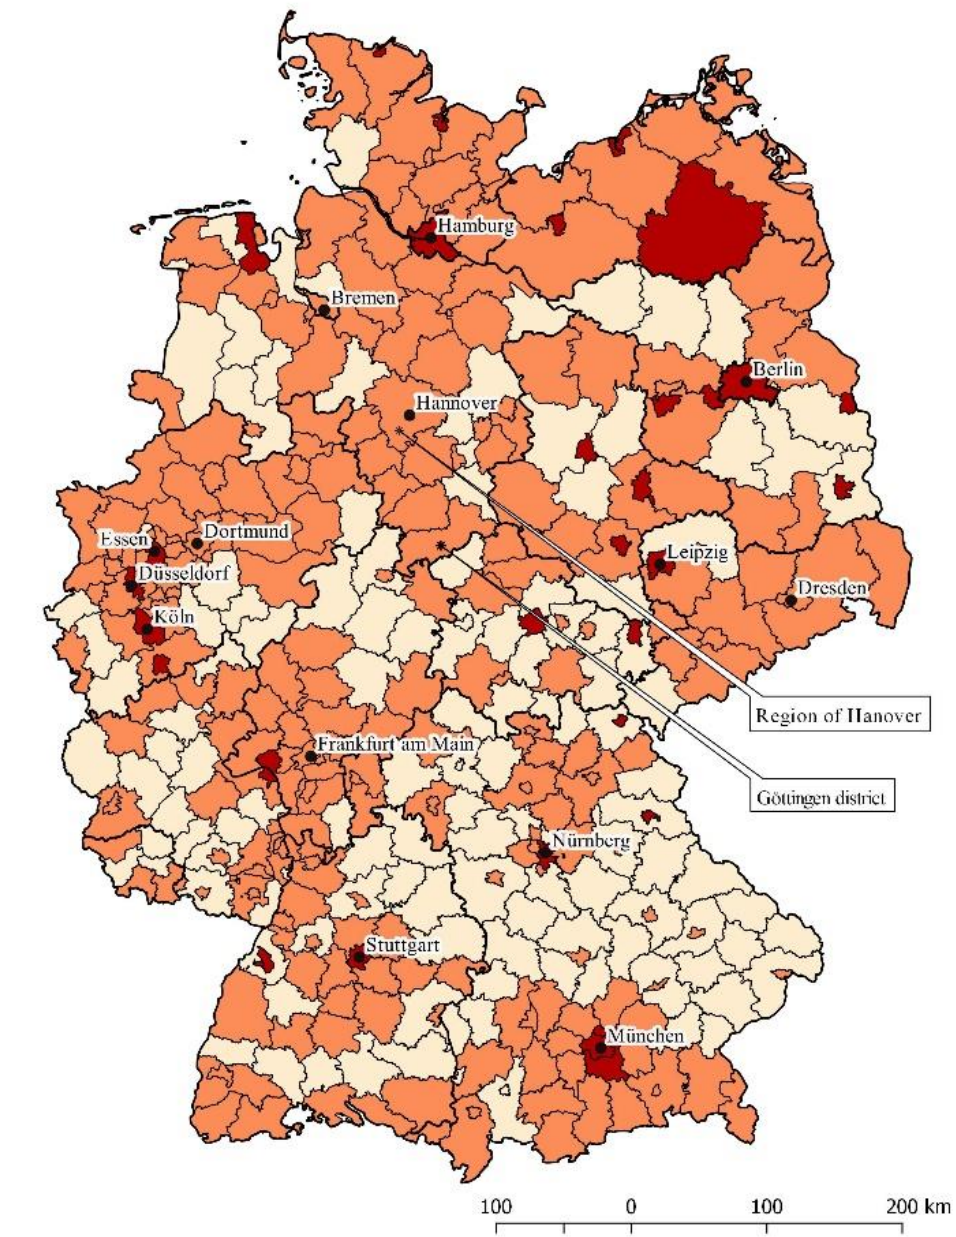 Hamburg
Bremen
Berlin
Hannover
Essen
Dortmund
Düsseldorf
Leipzig
Dresden
Köln
Region of Hanover
Frankfurt am Main
Göttingen district
Nürnberg
Stuttgart
München
100 0 100 200 km